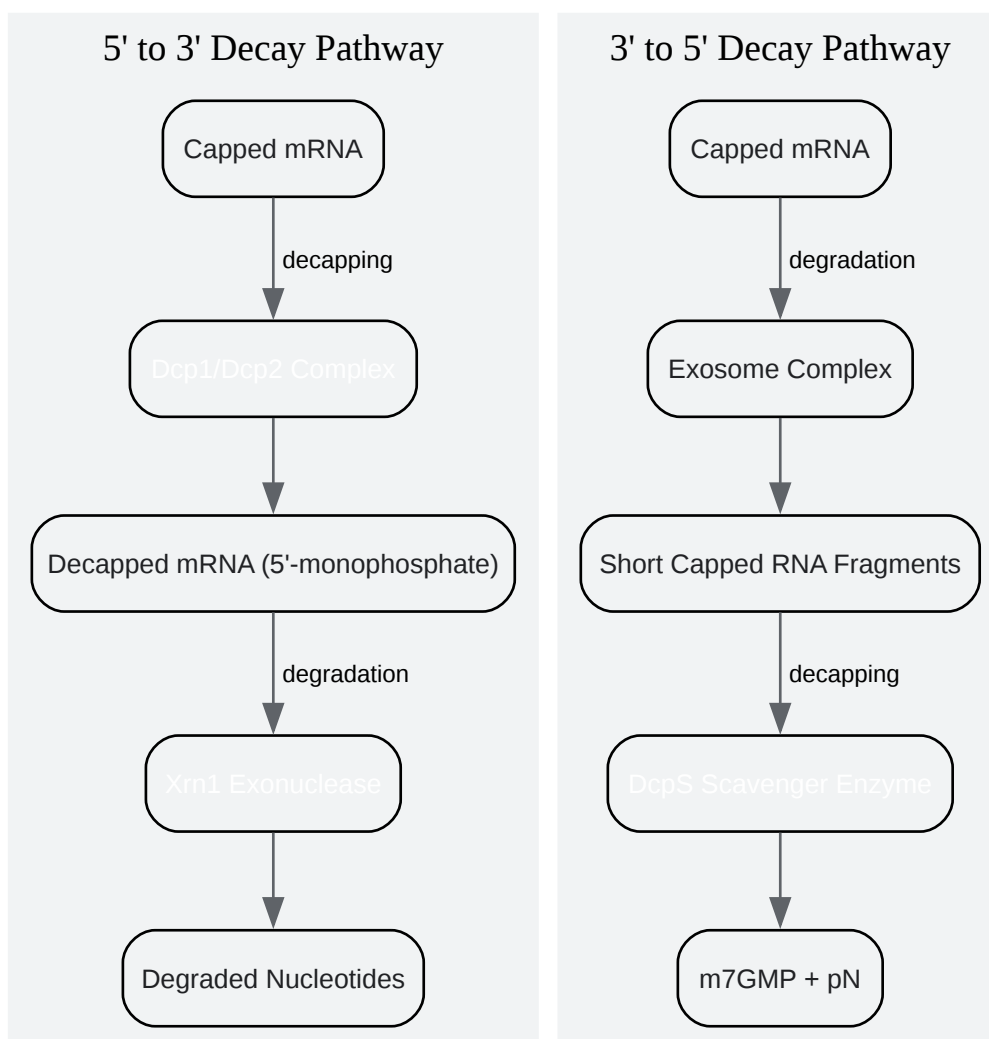 5' to 3' Decay Pathway
Capped mRNA
decapping
Dcp1/Dcp2 Complex
Decapped mRNA (5'-monophosphate)
degradation
Xrn1 Exonuclease
Degraded Nucleotides
3' to 5' Decay Pathway
Capped mRNA
degradation
Exosome Complex
Short Capped RNA Fragments
decapping
DcpS Scavenger Enzyme
m7GMP + pN